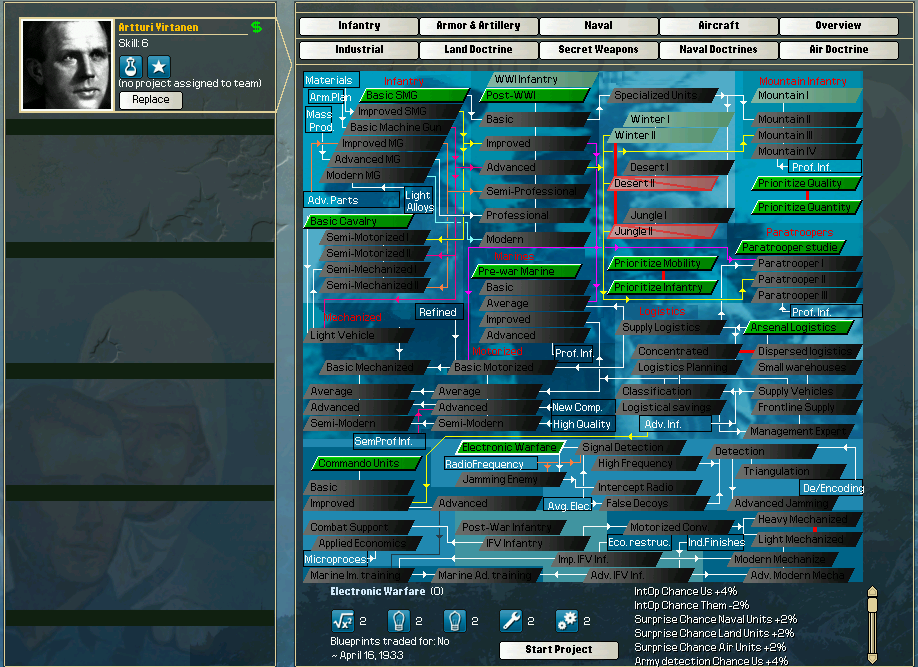 Artturi Virtanen
$
Skill: 6
(no project assigned to team)
Replace
Infantry
Armor & Artillery
Naval
Aircraft
Overview
Industrial
Land Doctrine
Secret Weapons
Naval Doctrines
Air Doctrine
Materials
Infantry
WWI Infantry
Mountain Infantry
Arm.Plan
Basic SMG
Post-WWI
Specialized Units
Mountain I
Mass
Prod.
Improved SMG
Basic
Winter I
Mountain II
Basic Machine Gun
Winter II
Mountain III
Improved MG
Improved
Mountain IV
Advanced MG
Advanced
Desert I
Prof. Inf.
Modern MG
Semi-Professional
Desert II
Prioritize Quality
Adv. Parts
Light
Alloys
Professional
Jungle I
Prioritize Quantity
Basic Cavalry
Jungle II
Paratroopers
Semi-Motorized I
Modern
Paratrooper studie
Semi-Motorized II
Prioritize Mobility
Paratrooper I
Semi-Mechanized I
Pre-war Marine
Paratrooper II
Semi-Mechanized II
Basic
Prioritize Infantry
Paratrooper III
Average
Logistics
Prof. Inf.
Mechanized
Refined
Improved
Supply Logistics
Arsenal Logistics
Light Vehicle
Advanced
Motorized
Prof. Inf.
Concentrated
Dispersed logistics
Basic Mechanized
Basic Motorized
Logistics Planning
Small warehouses
Average
Average
Classification
Supply Vehicles
Advanced
Advanced
New Comp.
Logistical savings
Frontline Supply
Semi-Modern
Semi-Modern
High Quality
Adv. Inf.
Management Expert
SemProf Inf.
Electronic Warfare
Signal Detection
Detection
Commando Units
RadioFrequency
High Frequency
Triangulation
Jamming Enemy
Basic
Intercept Radio
De/Encoding
Improved
Advanced
Avg.Elec.
False Decoys
Advanced Jamming
Combat Support
Post-War Infantry
Motorized Conv.
Heavy Mechanized
Applied Economics
IFV Infantry
Eco.restruc.
Ind.Finishes
Light Mechanized
Microproces
Imp. IFV Inf.
Modern Mechanize
Marine Im. training
Marine Ad. training
Adv. IFV Inf.
Adv. Modern Mecha
Electronic Warfare (0)
2
2
2
2
2
Blueprints traded for: No
~ April 16, 1933
Start Project
IntOp Chance Us +4%
IntOp Chance Them -2%
Surprise Chance Naval Units +2%
Surprise Chance Land Units +2%
Surprise Chance Air Units +2%
Army detection Chance Us +4%